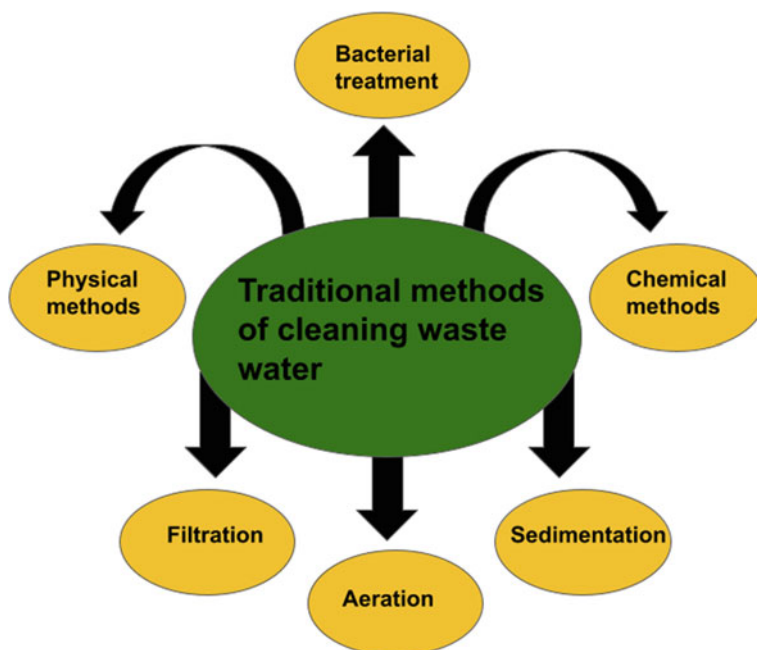 Bacterial
treatment
Physical
methods
Chemical
methods
Traditional methods
of cleaning waste
water
Filtration
Sedimentation
Aeration